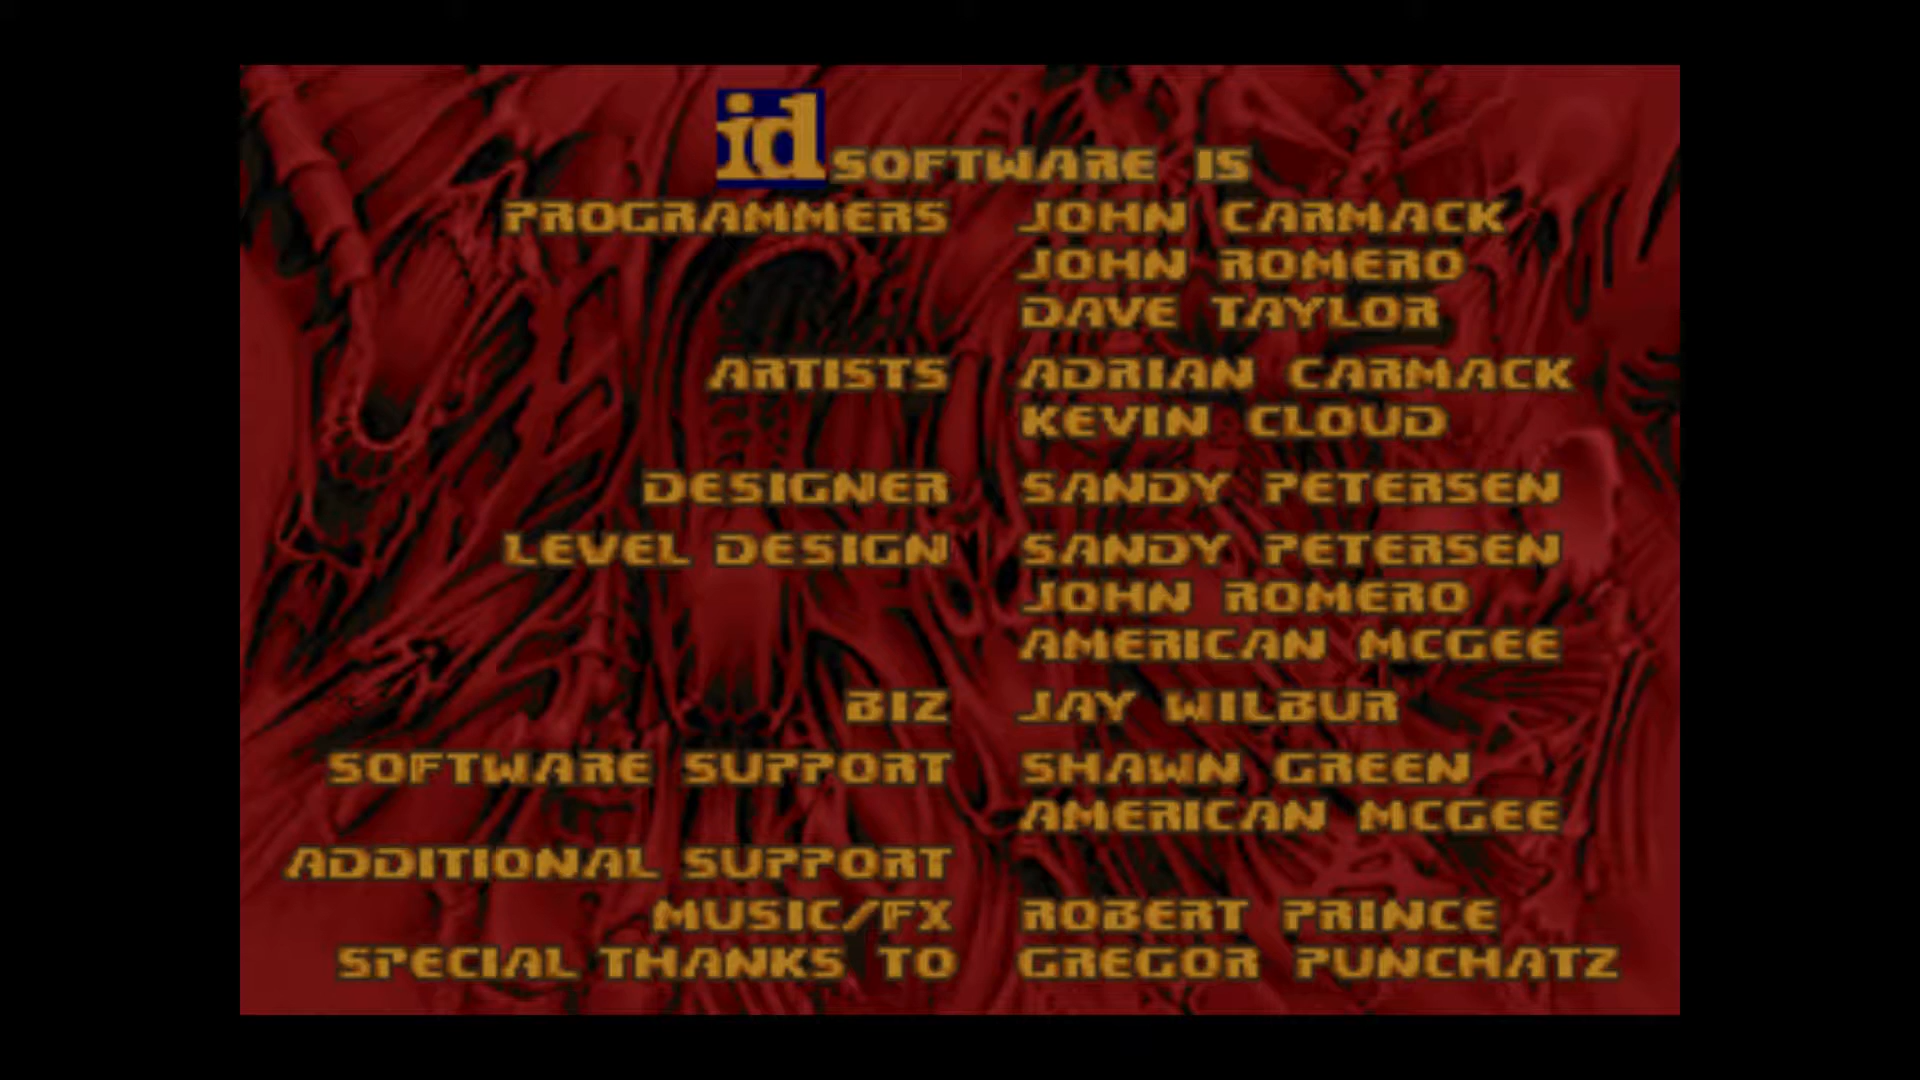 id SOFTWARE IS
PROGRAMMERS JOHN CARMACK
JOHN ROMERO
DAVE TAYLOR
ARTISTS ADRIAN CARMACK
KEVIN CLOUD
DESIGNER SANDY PETERSEN
LEVEL DESIGN SANDY PETERSEN
JOHN ROMERO
AMERICAN MCGEE
BIZ JAY WILBUR
SOFTWARE SUPPORT SHAWN GREEN
AMERICAN MCGEE
ADDITIONAL SUPPORT
MUSIC/FX ROBERT PRINCE
SPECIAL THANKS TO GREGOR PUNCHATZ